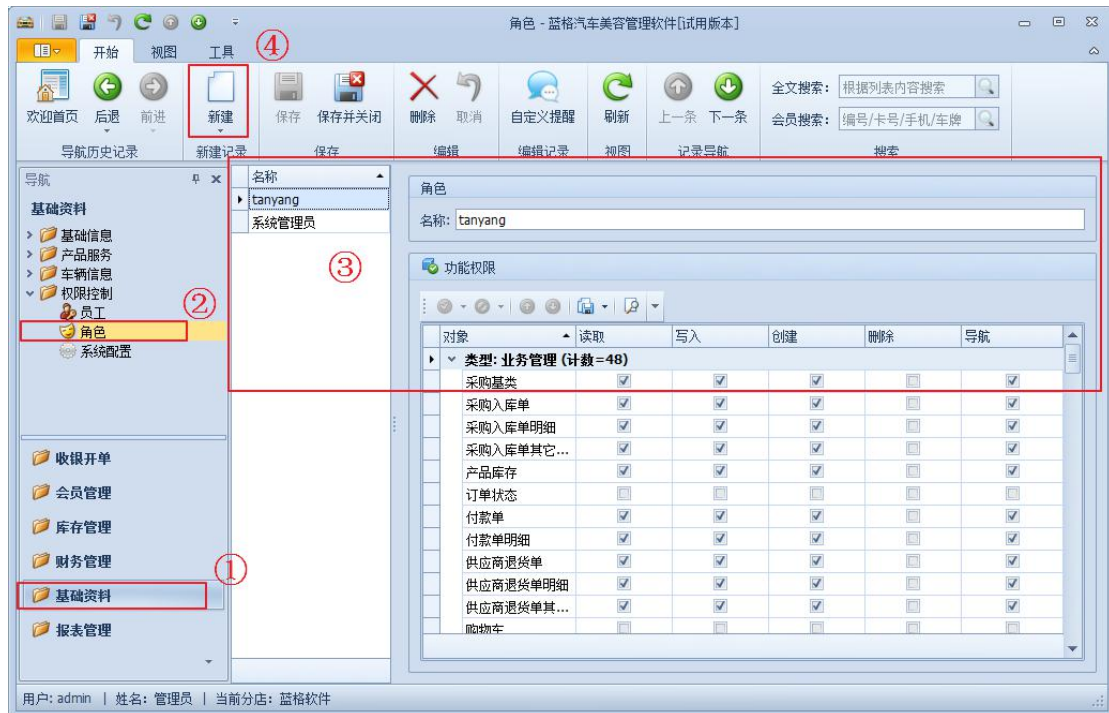 角色 - 蓝格汽车美容管理软件[试用版本]
开始 视图 工具 ④
欢迎首页 后退 前进 新建 保存 保存并关闭 删除 取消 自定义提醒 刷新 上一条 下一条 全文搜索: 根据列表内容搜索
会员搜索: 编号/卡号/手机/车牌
导航历史记录 新建记录 保存 编辑 编辑记录 视图 记录导航 搜索
导航
基础资料
基础信息
产品服务
车辆信息
权限控制
员工
②
角色
系统配置
收银开单
会员管理
库存管理
财务管理
①
基础资料
报表管理
名称
tanyang
系统管理员
③
角色
名称: tanyang
功能权限
对象 读取 写入 创建 删除 导航
类型: 业务管理 (计数=48)
采购基类
采购入库单
采购入库单明细
采购入库单其它...
产品库存
订单状态
付款单
付款单明细
供应商退货单
供应商退货单明细
供应商退货单其...
购物车
用户: admin | 姓名: 管理员 | 当前分店: 蓝格软件